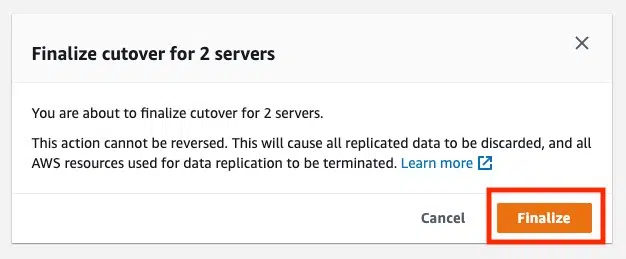 Finalize cutover for 2 servers
You are about to finalize cutover for 2 servers.
This action cannot be reversed. This will cause all replicated data to be discarded, and all
AWS resources used for data replication to be terminated. Learn more
Cancel
Finalize